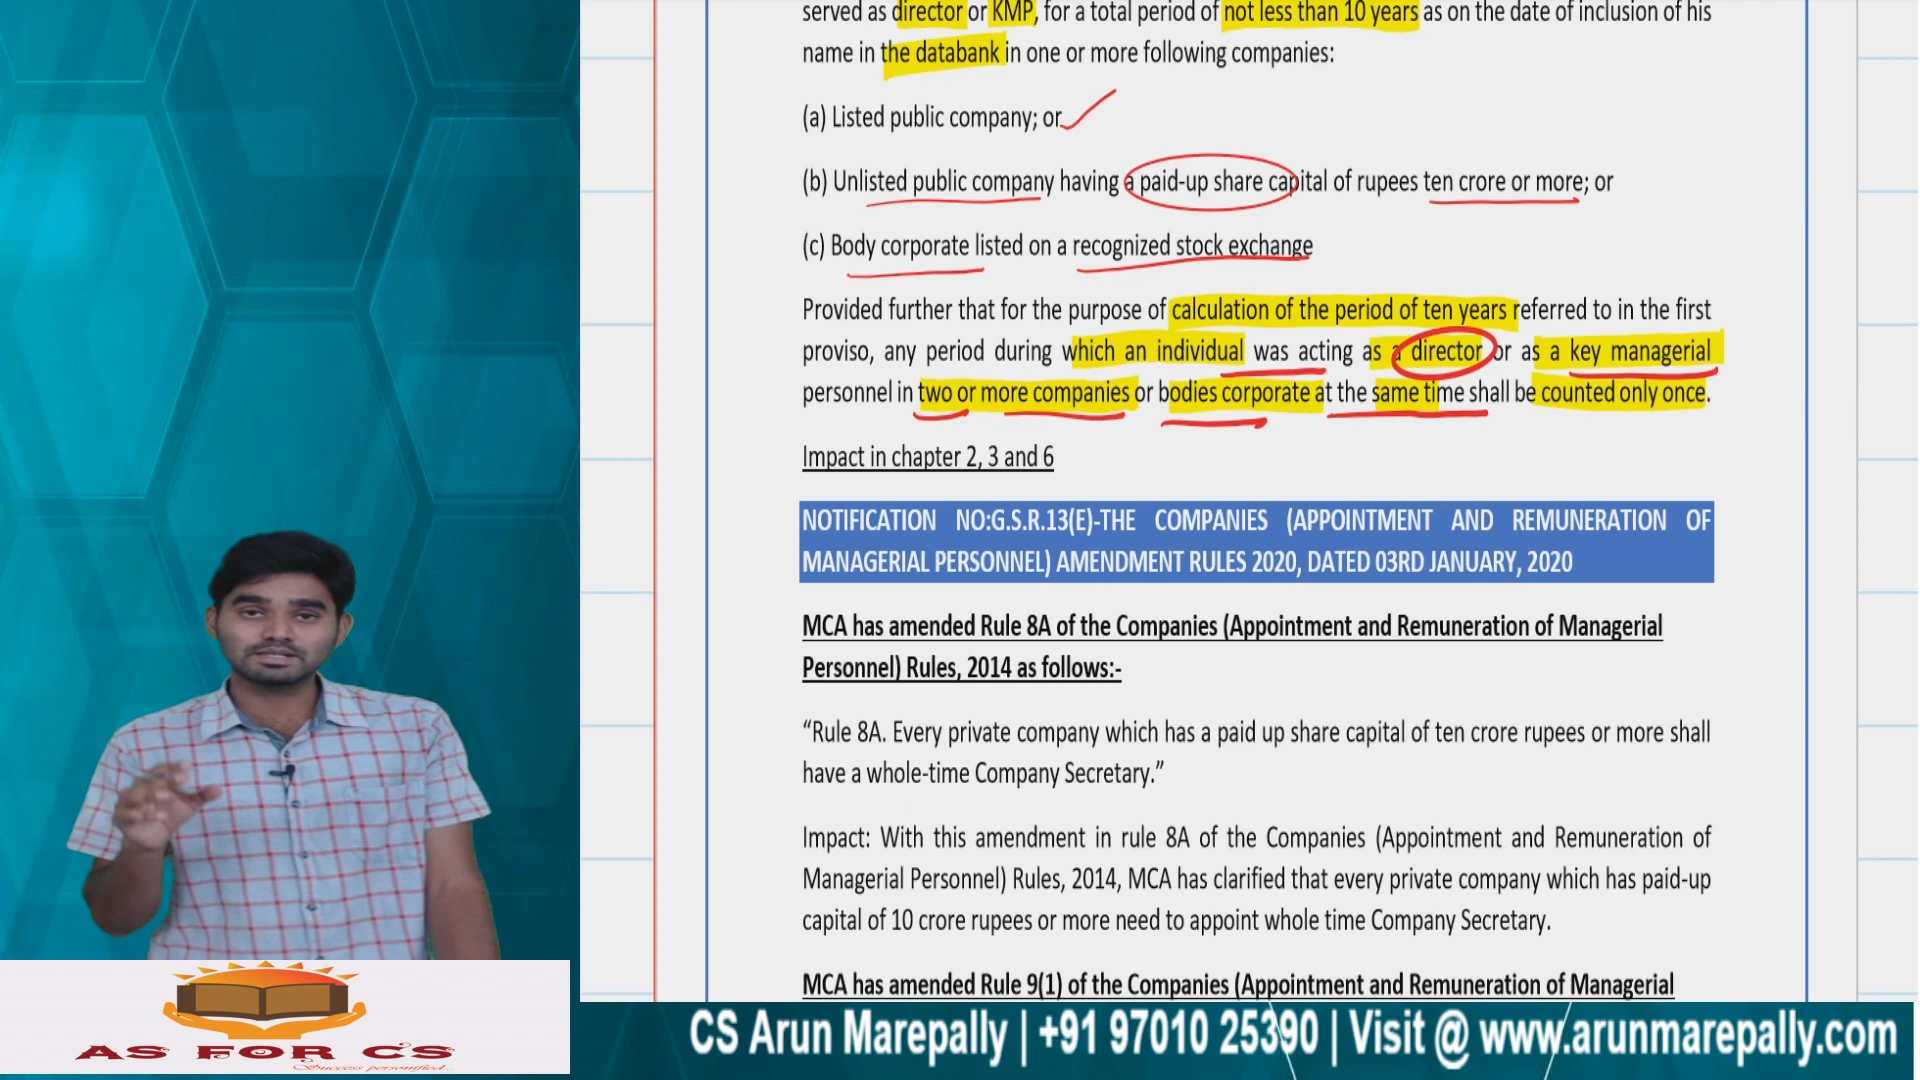 served as director or KMP, for a total period of not less than 10 years as on the date of inclusion of his
name in the databank in one or more following companies:
(a) Listed public company; or
(b) Unlisted public company having a paid-up share capital of rupees ten crore or more; or
(c) Body corporate listed on a recognized stock exchange
Provided further that for the purpose of calculation of the period of ten years referred to in the first
proviso, any period during which an individual was acting as a director or as a key managerial
personnel in two or more companies or bodies corporate at the same time shall be counted only once.
Impact in chapter 2, 3 and 6
NOTIFICATION NO:G.S.R.13(E)-THE COMPANIES (APPOINTMENT AND REMUNERATION OF
MANAGERIAL PERSONNEL) AMENDMENT RULES 2020, DATED 03RD JANUARY, 2020
MCA has amended Rule 8A of the Companies (Appointment and Remuneration of Managerial
Personnel) Rules, 2014 as follows:-
“Rule 8A. Every private company which has a paid up share capital of ten crore rupees or more shall
have a whole-time Company Secretary.”
Impact: With this amendment in rule 8A of the Companies (Appointment and Remuneration of
Managerial Personnel) Rules, 2014, MCA has clarified that every private company which has paid-up
capital of 10 crore rupees or more need to appoint whole time Company Secretary.
MCA has amended Rule 9(1) of the Companies (Appointment and Remuneration of Managerial
AS FOR CS
Success personified...
CS Arun Marepally | +91 97010 25390 | Visit @ www.arunmarepally.com